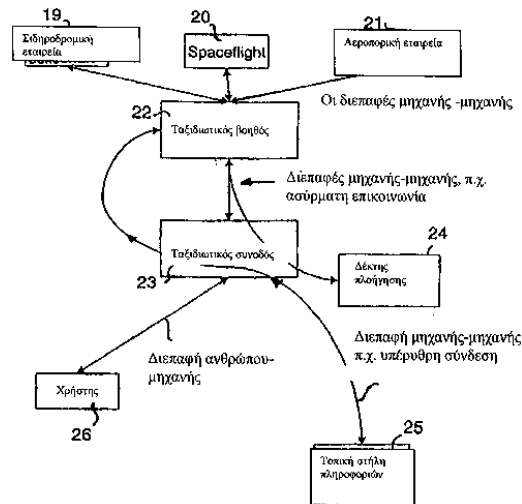 19
20
21
Σιδηροδρομική
εταιρεία
Spaceflight
Αεροπορική εταιρεία
Οι διεπαφές μηχανής -μηχανής
22
Ταξιδιωτικός βοηθός
Διεπαφές μηχανής-μηχανής, π.χ.
ασύρματη επικοινωνία
Ταξιδιωτικός συνοδός
23
24
Δέκτης
πλοήγησης
Διεπαφή μηχανής-μηχανής
π.χ. υπέρυθρη σύνδεση
Διεπαφή ανθρώπου-
μηχανής
Χρήστης
26
25
Τοπική στήλη
πληροφοριών